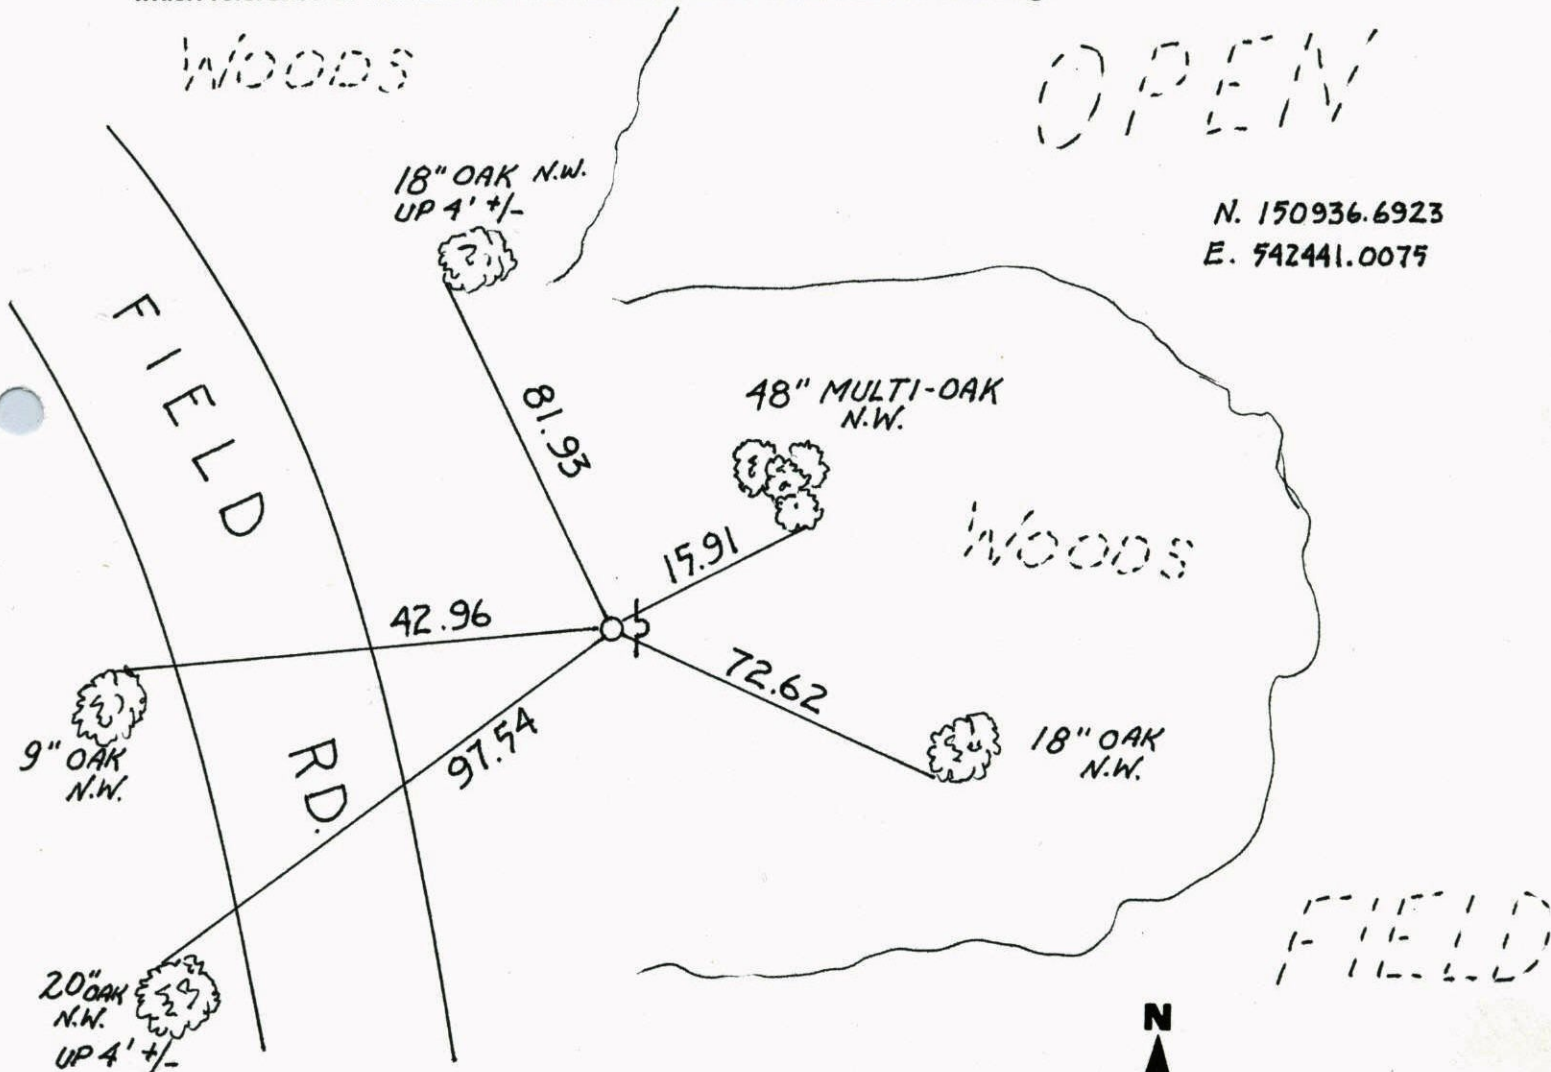 WOODS
OPEN
18" OAK N.W.
UP 4' +/-
N. 150936.6923
E. 542441.0075
FIELD
81.93
48" MULTI-OAK
N.W.
15.91
WOODS
42.96
72.62
9" OAK
N.W.
RD.
97.54
18" OAK
N.W.
FIELD
20" OAK
N.W.
UP 4' +/-
N